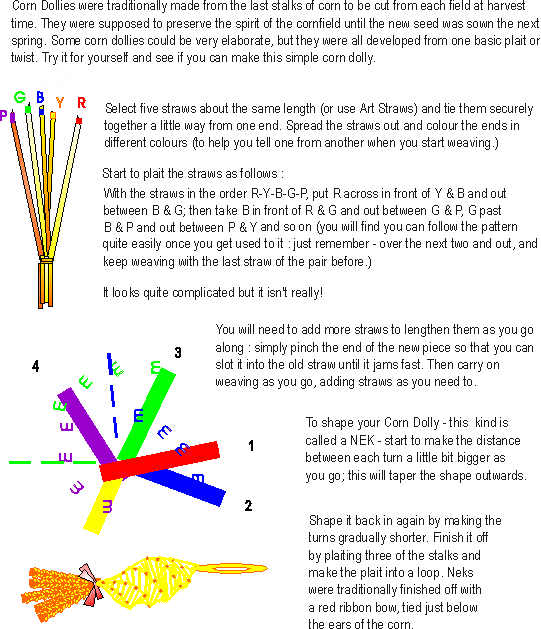 Corn Dollies were traditionally made from the last stalks of corn to be cut from each field at harvest
time. They were supposed to preserve the spirit of the cornfield until the new seed was sown the next
spring. Some corn dollies could be very elaborate, but they were all developed from one basic plait or
twist. Try it for yourself and see if you can make this simple corn dolly.
P G B Y R
Select five straws about the same length (or use Art Straws) and tie them securely
together a little way from one end. Spread the straws out and colour the ends in
different colours (to help you tell one from another when you start weaving.)
Start to plait the straws as follows :
With the straws in the order R-Y-B-G-P, put R across in front of Y & B and out
between B & G; then take B in front of R & G and out between G & P, G past
B & P and out between P & Y and so on (you will find you can follow the pattern
quite easily once you get used to it : just remember - over the next two and out, and
keep weaving with the last straw of the pair before.)
It looks quite complicated but it isn't really!
You will need to add more straws to lengthen them as you go
along : simply pinch the end of the new piece so that you can
slot it into the old straw until it jams fast. Then carry on
weaving as you go, adding straws as you need to.
4
3
1
2
To shape your Corn Dolly - this kind is
called a NEK - start to make the distance
between each turn a little bit bigger as
you go; this will taper the shape outwards.
Shape it back in again by making the
turns gradually shorter. Finish it off
by plaiting three of the stalks and
make the plait into a loop. Neks
were traditionally finished off with
a red ribbon bow, tied just below
the ears of the corn.